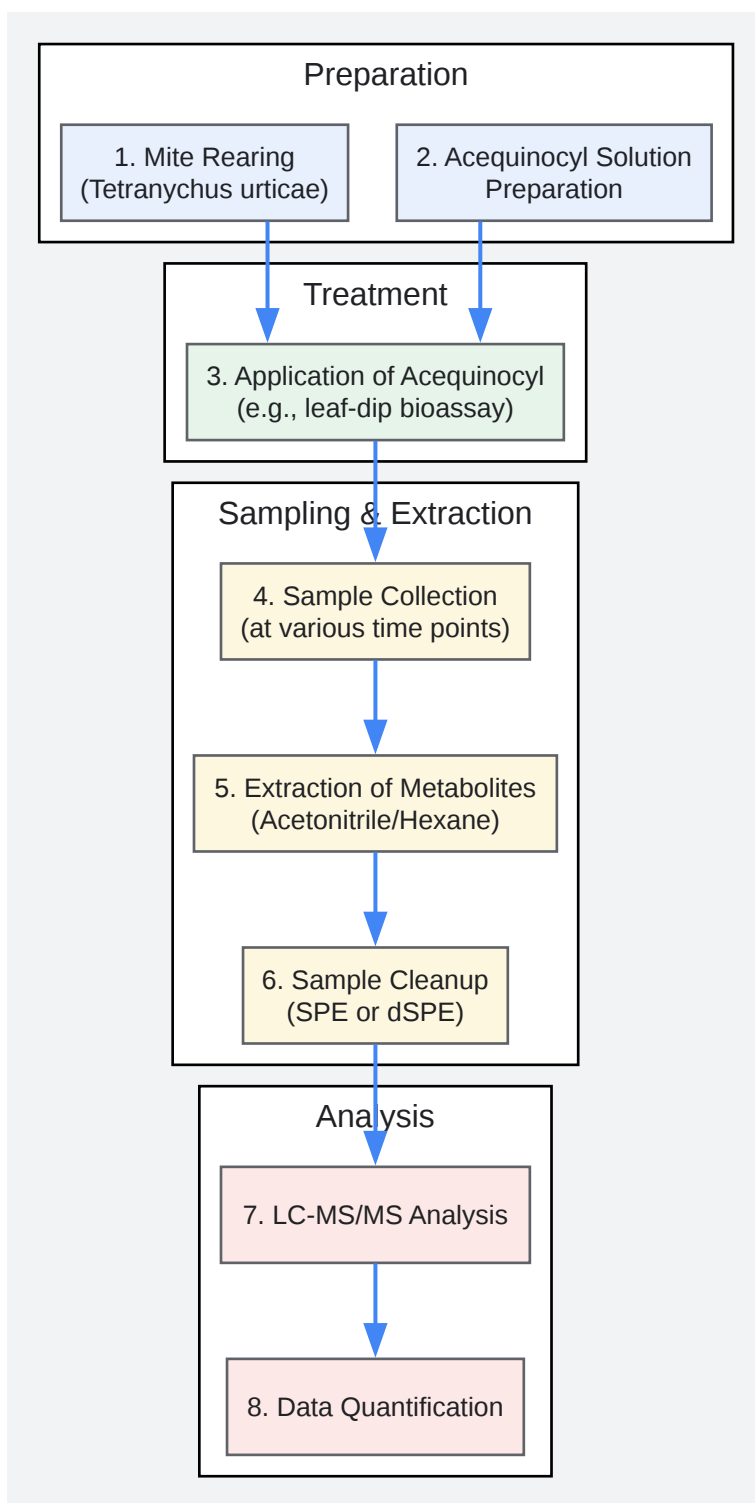 Preparation
1. Mite Rearing
(Tetranychus urticae)
2. Acequinocyl Solution
Preparation
Treatment
3. Application of Acequinocyl
(e.g., leaf-dip bioassay)
Sampling & Extraction
4. Sample Collection
(at various time points)
5. Extraction of Metabolites
(Acetonitrile/Hexane)
6. Sample Cleanup
(SPE or dSPE)
Analysis
7. LC-MS/MS Analysis
8. Data Quantification